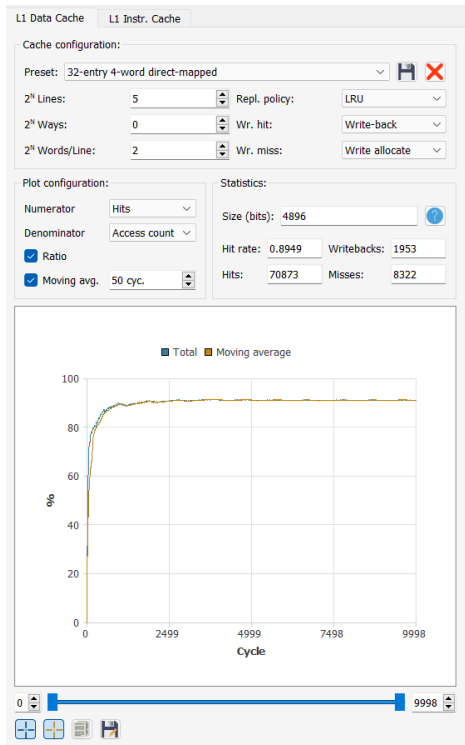 L1 Data Cache L1 Instr. Cache
Cache configuration:
Preset: 32-entry 4-word direct-mapped
2ᴺ Lines: 5 Repl. policy: LRU
2ᴺ Ways: 0 Wr. hit: Write-back
2ᴺ Words/Line: 2 Wr. miss: Write allocate
Plot configuration:
Numerator Hits
Denominator Access count
Ratio
Moving avg. 50 cyc.
Statistics:
Size (bits): 4896 ?
Hit rate: 0.8949 Writebacks: 1953
Hits: 70873 Misses: 8322
Total Moving average
100
80
60
40
20
0
%
0 2499 4999 7498 9998
Cycle
0 9998